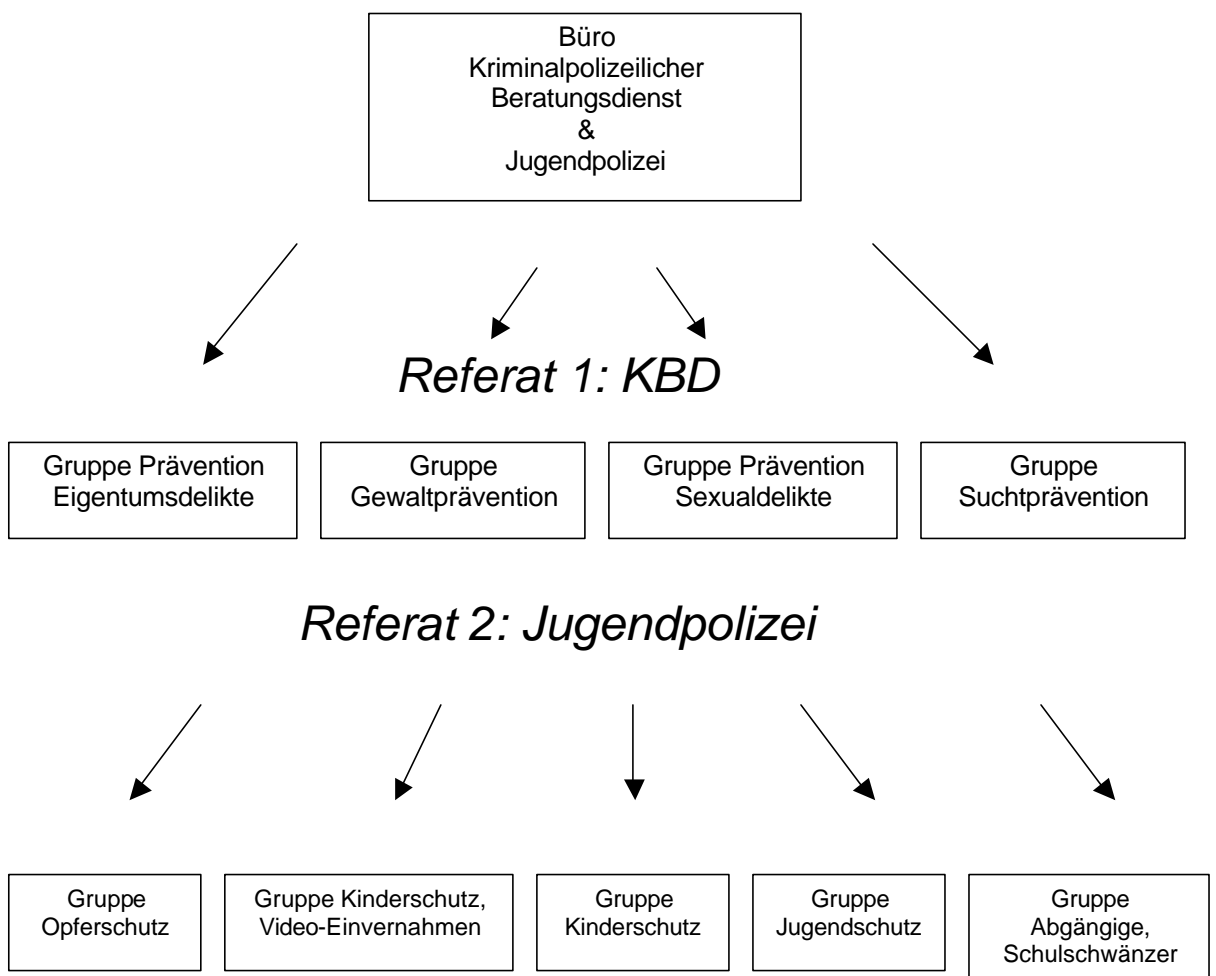 Büro
Kriminalpolizeilicher
Beratungsdienst
&
Jugendpolizei
Referat 1: KBD
Gruppe Prävention
Eigentumsdelikte
Gruppe
Gewaltprävention
Gruppe Prävention
Sexualdelikte
Gruppe
Suchtprävention
Referat 2: Jugendpolizei
Gruppe
Opferschutz
Gruppe Kinderschutz,
Video-Einvernahmen
Gruppe
Kinderschutz
Gruppe
Jugendschutz
Gruppe
Abgängige,
Schulschwänzer